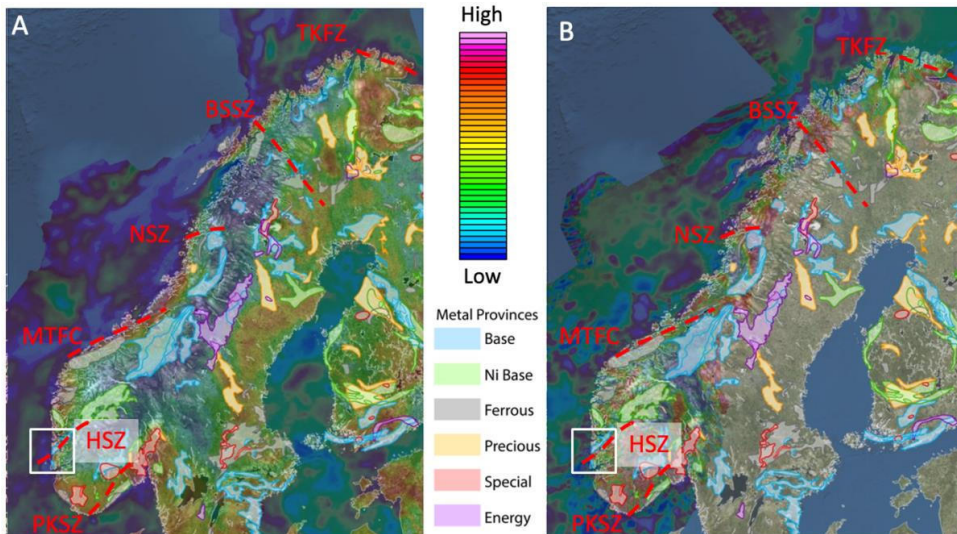 A
TKFZ
BSSZ
NSZ
MTFC
HSZ
PKSZ
High
Low
Metal Provinces
Base
Ni Base
Ferrous
Precious
Special
Energy
B
TKFZ
BSSZ
NSZ
MTFC
HSZ
PKSZ